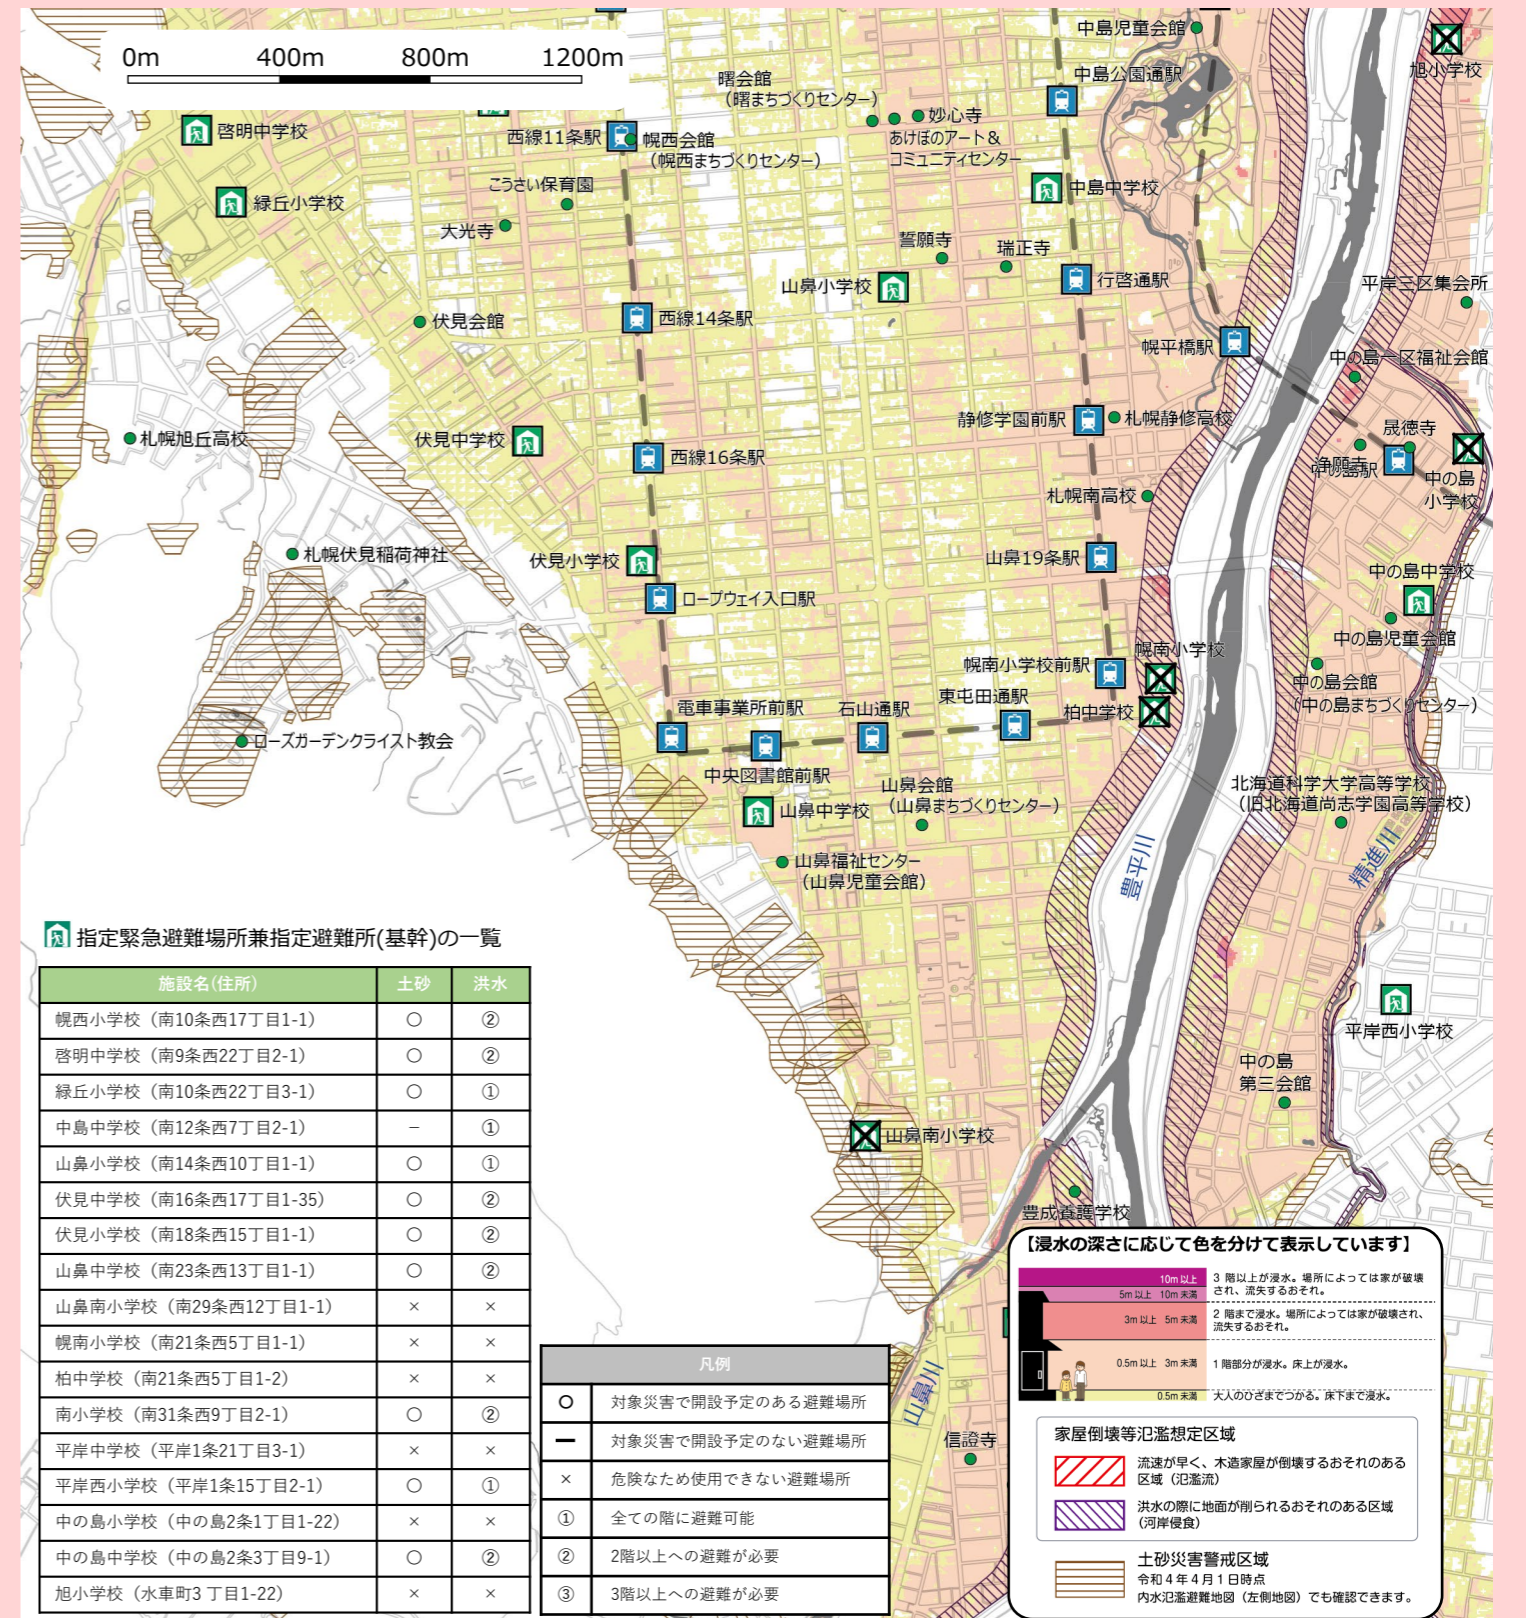 0m 400m 800m 1200m
中島児童会館
旭小学校
中島公園通駅
曙会館
(曙まちづくりセンター)
妙心寺
あけぼのアート＆
コミュニティセンター
啓明中学校
西線11条駅
幌西会館
(幌西まちづくりセンター)
こうさい保育園
緑丘小学校
中島中学校
大光寺
誓願寺
瑞正寺
山鼻小学校
行啓通駅
平岸三区集会所
伏見会館
西線14条駅
幌平橋駅
中の島一区福祉会館
静修学園前駅
札幌静修高校
札幌旭丘高校
伏見中学校
晟徳寺
西線16条駅
浄願寺
中の島駅
中の島
小学校
札幌南高校
札幌伏見稲荷神社
伏見小学校
山鼻19条駅
中の島中学校
ロープウェイ入口駅
中の島児童会館
幌南小学校
幌南小学校前駅
中の島会館
(中の島まちづくりセンター)
東屯田通駅
柏中学校
電車事業所前駅
石山通駅
ローズガーデンクライスト教会
中央図書館前駅
山鼻会館
(山鼻まちづくりセンター)
北海道科学大学高等学校
(旧北海道尚志学園高等学校)
山鼻中学校
豊平川
精進川
山鼻福祉センター
(山鼻児童会館)
平岸西小学校
中の島
第三会館
山鼻南小学校
豊成養護学校
山鼻川
信證寺
指定緊急避難場所兼指定避難所(基幹)の一覧
施設名(住所) 土砂 洪水
幌西小学校（南10条西17丁目1-1） ○ ②
啓明中学校（南9条西22丁目2-1） ○ ②
緑丘小学校（南10条西22丁目3-1） ○ ①
中島中学校（南12条西7丁目2-1） − ①
山鼻小学校（南14条西10丁目1-1） ○ ①
伏見中学校（南16条西17丁目1-35） ○ ②
伏見小学校（南18条西15丁目1-1） ○ ②
山鼻中学校（南23条西13丁目1-1） ○ ②
山鼻南小学校（南29条西12丁目1-1） × ×
幌南小学校（南21条西5丁目1-1） × ×
柏中学校（南21条西5丁目1-2） × ×
南小学校（南31条西9丁目2-1） ○ ②
平岸中学校（平岸1条21丁目3-1） × ×
平岸西小学校（平岸1条15丁目2-1） ○ ①
中の島小学校（中の島2条1丁目1-22） × ×
中の島中学校（中の島2条3丁目9-1） ○ ②
旭小学校（水車町3 丁目1-22） × ×
凡例
○ 対象災害で開設予定のある避難場所
ー 対象災害で開設予定のない避難場所
× 危険なため使用できない避難場所
① 全ての階に避難可能
② 2階以上への避難が必要
③ 3階以上への避難が必要
【浸水の深さに応じて色を分けて表示しています】
10m 以上
5m 以上 10m 未満
3 階以上が浸水。場所によっては家が破壊
され、流失するおそれ。
3m 以上 5m 未満
2 階まで浸水。場所によっては家が破壊され、
流失するおそれ。
0.5m 以上 3m 未満 1 階部分が浸水。床上が浸水。
0.5m 未満 大人のひざまでつかる。床下まで浸水。
家屋倒壊等氾濫想定区域
流速が早く、木造家屋が倒壊するおそれのある
区域（氾濫流）
洪水の際に地面が削られるおそれのある区域
（河岸侵食）
土砂災害警戒区域
令和４年４月１日時点
内水氾濫避難地図（左側地図）でも確認できます。